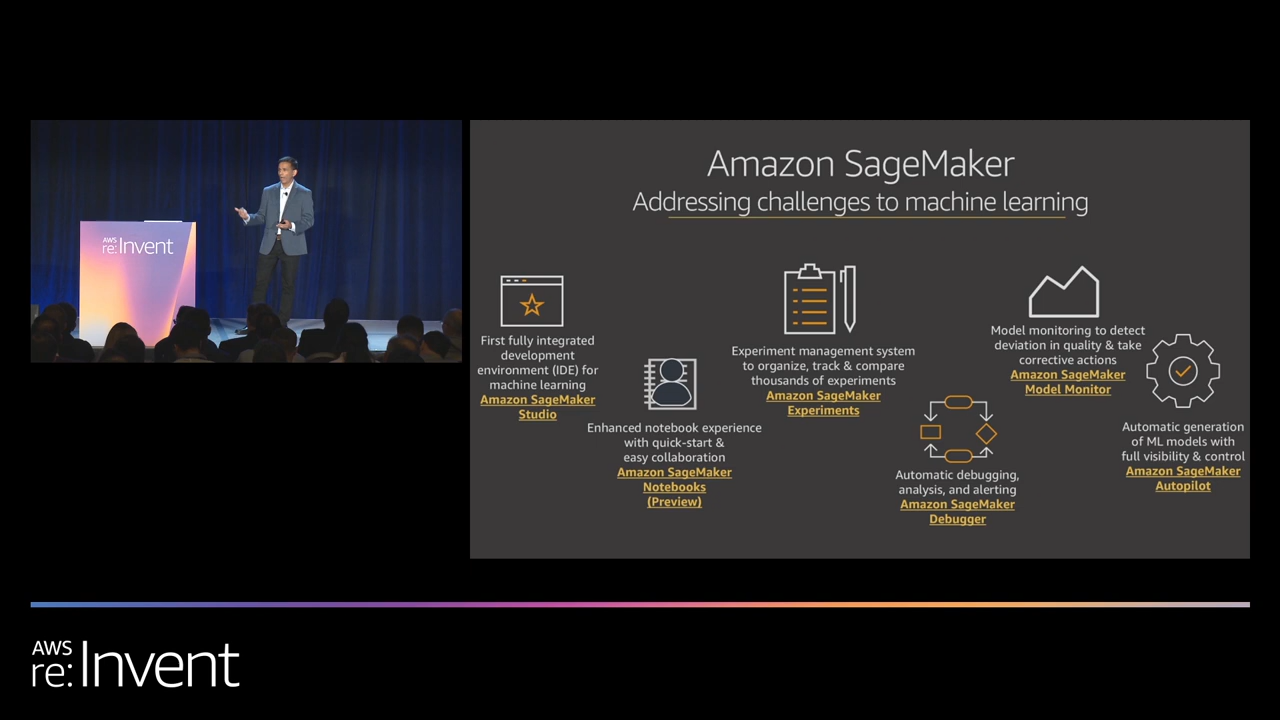 AWS
re:Invent
Amazon SageMaker
Addressing challenges to machine learning
First fully integrated
development
environment (IDE) for
machine learning
Amazon SageMaker
Studio
Enhanced notebook experience
with quick-start &
easy collaboration
Amazon SageMaker
Notebooks
(Preview)
Experiment management system
to organize, track & compare
thousands of experiments
Amazon SageMaker
Experiments
Automatic debugging,
analysis, and alerting
Amazon SageMaker
Debugger
Model monitoring to detect
deviation in quality & take
corrective actions
Amazon SageMaker
Model Monitor
Automatic generation
of ML models with
full visibility & control
Amazon SageMaker
Autopilot
AWS
re:Invent